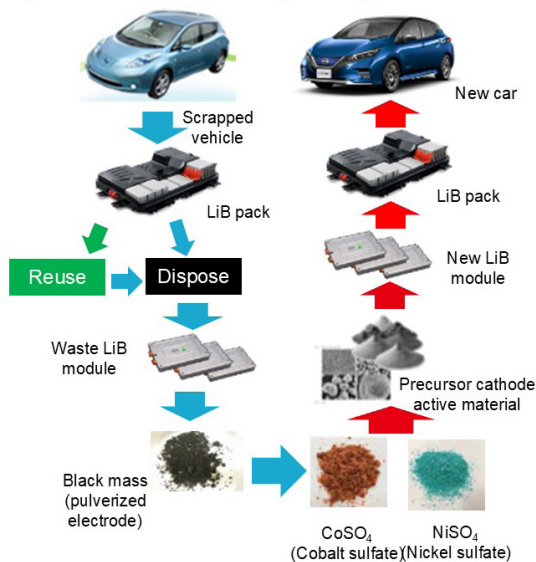 Scrapped
vehicle
LiB pack
Reuse
Dispose
Waste LiB
module
Black mass
(pulverized
electrode)
CoSO₄
(Cobalt sulfate)
NiSO₄
(Nickel sulfate)
Precursor cathode
active material
New LiB
module
LiB pack
New car